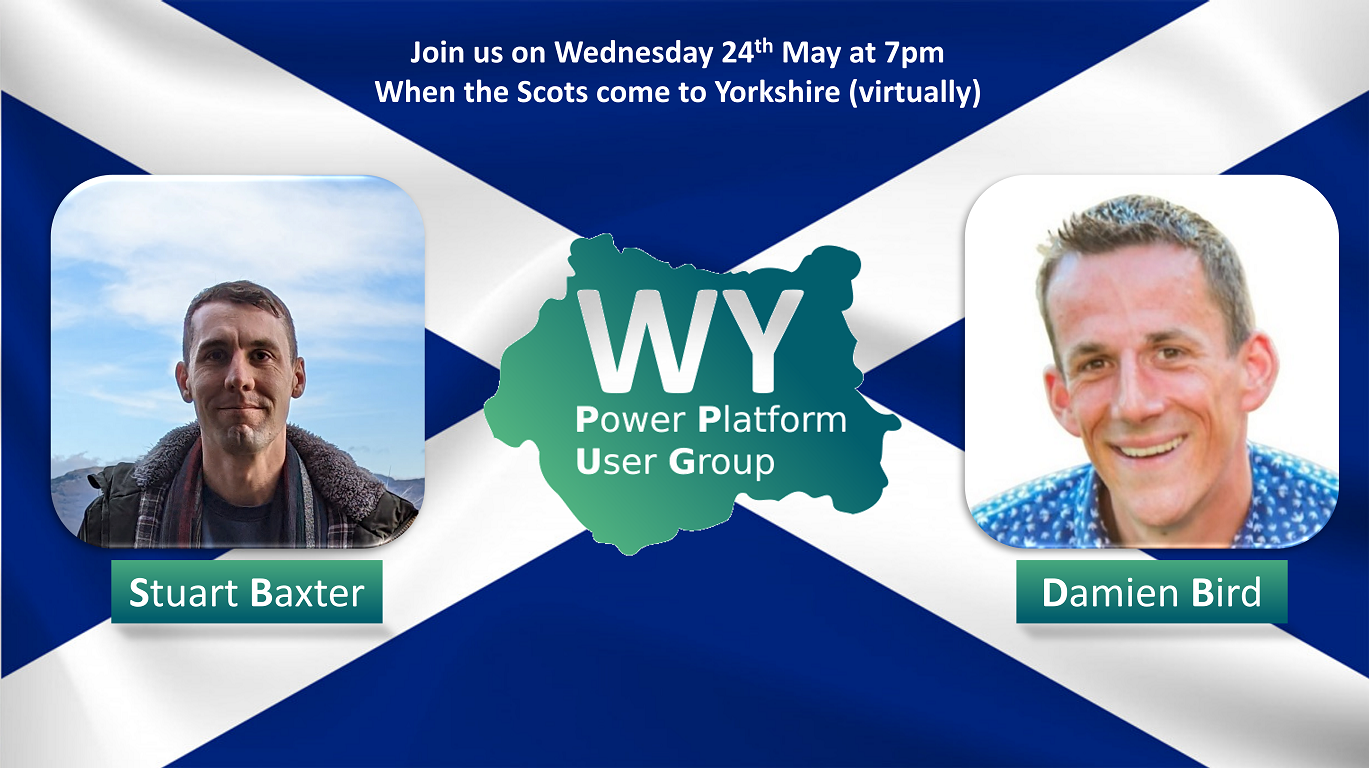 Join us on Wednesday 24th May at 7pm
When the Scots come to Yorkshire (virtually)
WY
Power Platform
User Group
Stuart Baxter
Damien Bird